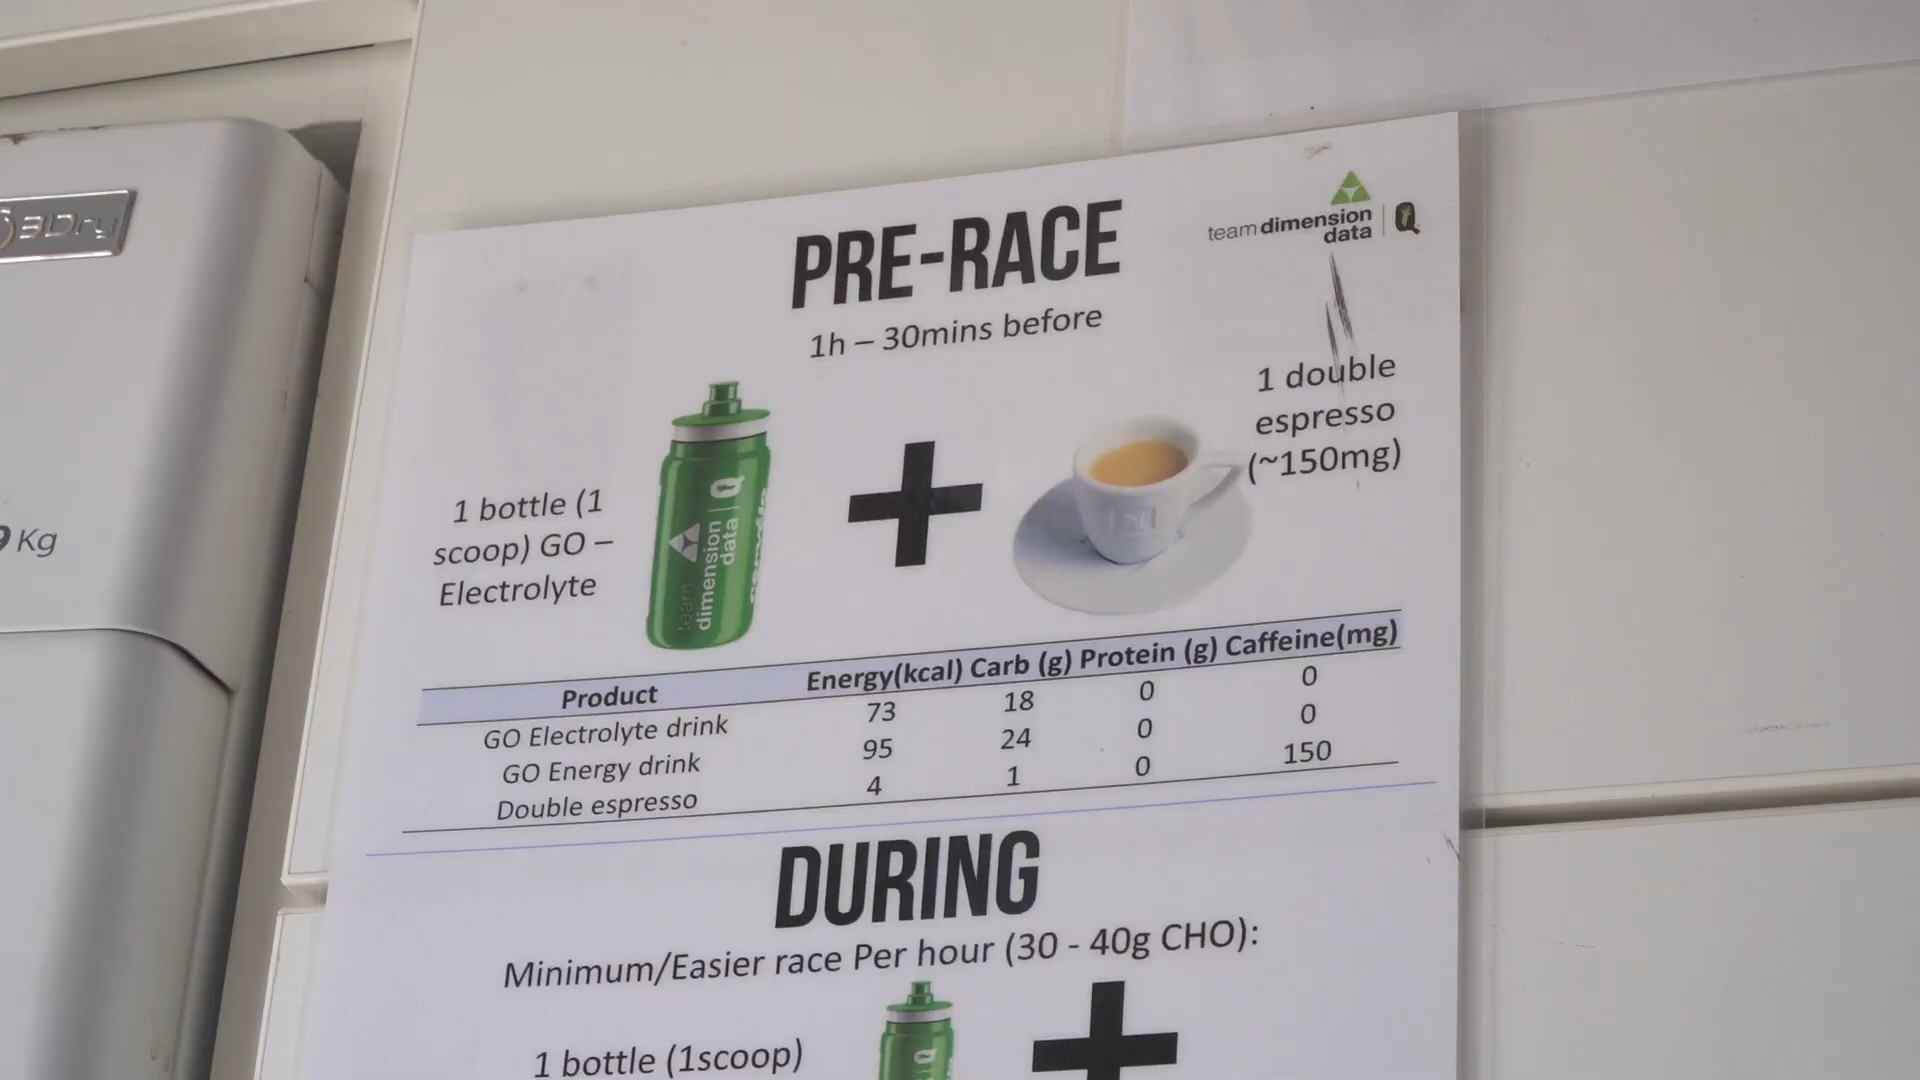 3Dry
9 Kg
PRE-RACE
team dimension
data Q
1h – 30mins before
1 double
espresso
(~150mg)
1 bottle (1
scoop) GO –
Electrolyte
team
dimension
data Q
Product Energy(kcal) Carb (g) Protein (g) Caffeine(mg)
GO Electrolyte drink 73 18 0 0
GO Energy drink 95 24 0 0
Double espresso 4 1 0 150
DURING
Minimum/Easier race Per hour (30 - 40g CHO):
1 bottle (1scoop)
Q